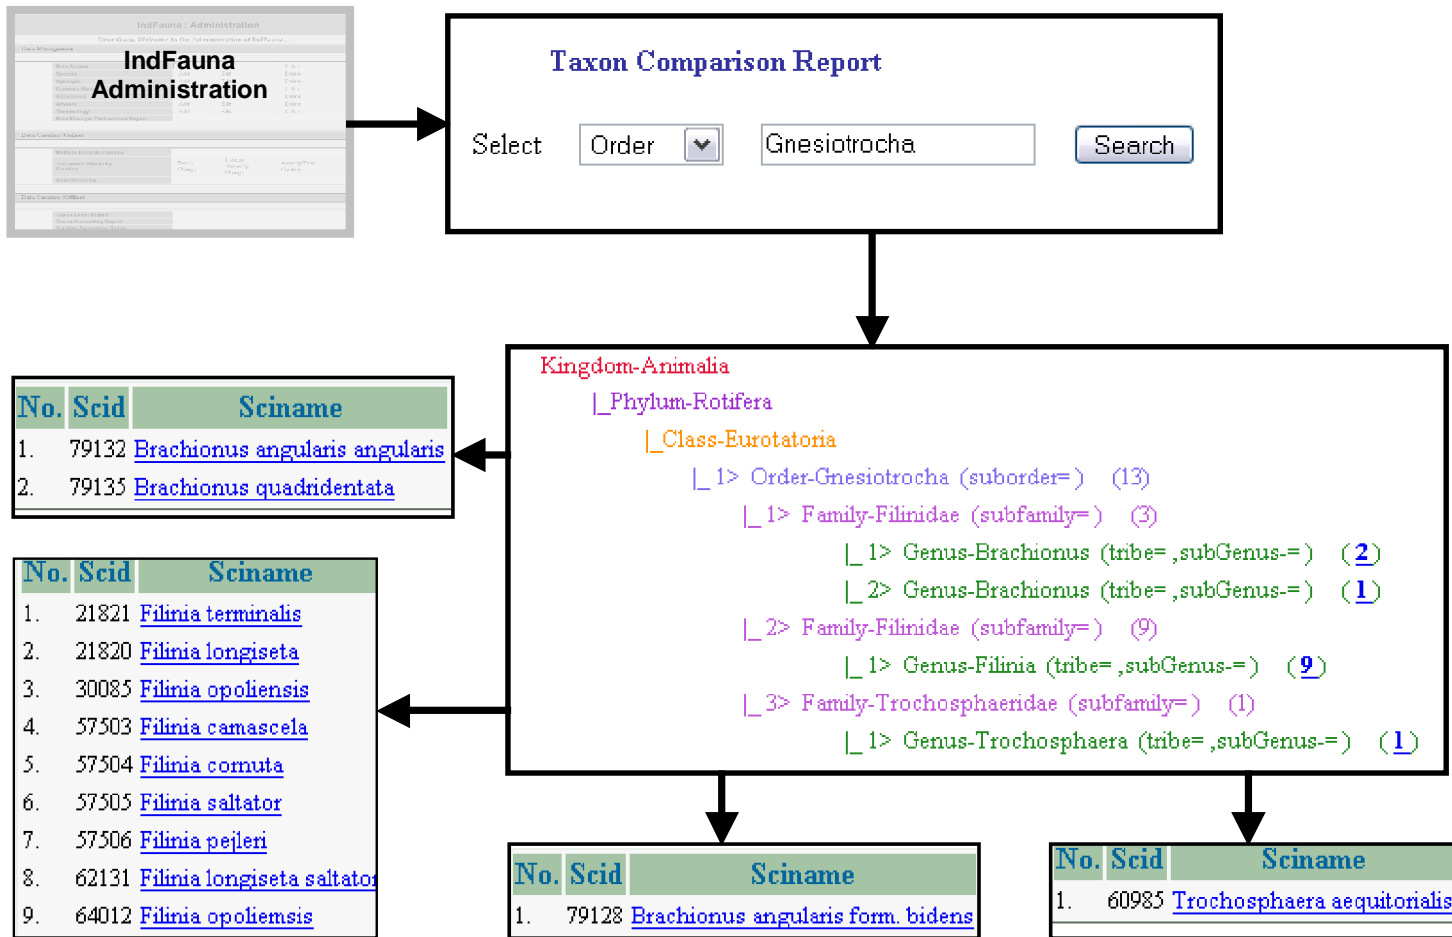 IndFauna : Administration
IndFauna
Administration
Taxon Comparison Report
Select Order Gnesiotrocha Search
Kingdom-Animalia
|_Phylum-Rotifera
|_Class-Eurotatoria
|_ 1> Order-Gnesiotrocha (suborder= ) (13)
|_ 1> Family-Filinidae (subfamily= ) (3)
|_ 1> Genus-Brachionus (tribe= ,subGenus-= ) (2)
|_ 2> Genus-Brachionus (tribe= ,subGenus-= ) (1)
|_ 2> Family-Filinidae (subfamily= ) (9)
|_ 1> Genus-Filinia (tribe= ,subGenus-= ) (9)
|_ 3> Family-Trochosphaeridae (subfamily= ) (1)
|_ 1> Genus-Trochosphaera (tribe= ,subGenus-= ) (1)
No. Scid Sciname
1. 79132 Brachionus angularis angularis
2. 79135 Brachionus quadridentata
No. Scid Sciname
1. 21821 Filinia terminalis
2. 21820 Filinia longiseta
3. 30085 Filinia opoliensis
4. 57503 Filinia camascela
5. 57504 Filinia cornuta
6. 57505 Filinia saltator
7. 57506 Filinia pejleri
8. 62131 Filinia longiseta saltator
9. 64012 Filinia opoliemsis
No. Scid Sciname
1. 79128 Brachionus angularis form. bidens
No. Scid Sciname
1. 60985 Trochosphaera aequitorialis